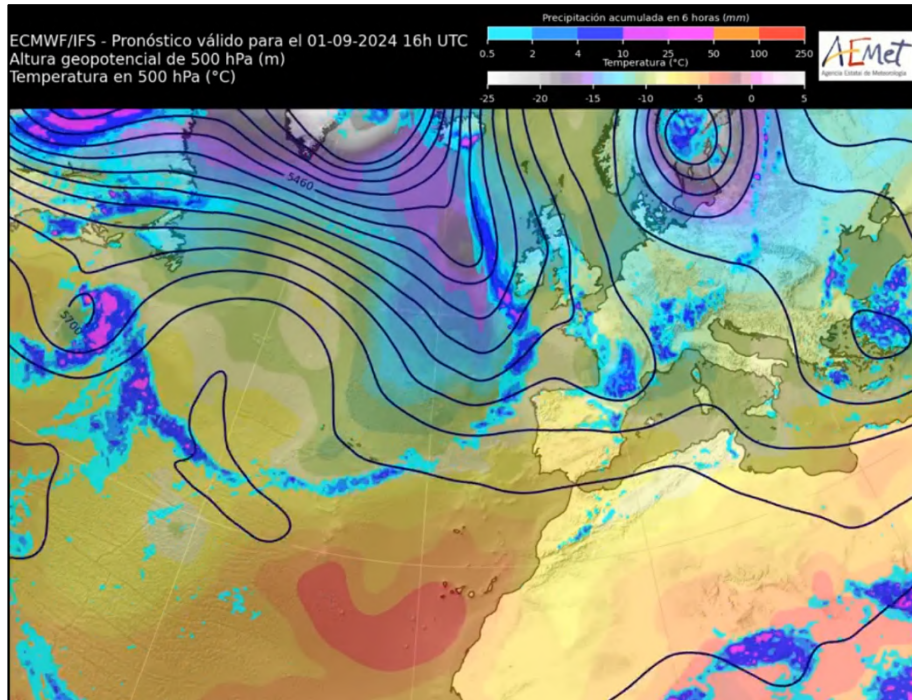 ECMWF/IFS - Pronóstico válido para el 01-09-2024 16h UTC
Altura geopotencial de 500 hPa (m)
Temperatura en 500 hPa (°C)
Precipitación acumulada en 6 horas (mm)
0.5 2 4 10 25 50 100 250
Temperatura (°C)
-25 -20 -15 -10 -5 0 5
AEMet
Agencia Estatal de Meteorología
5460
5700